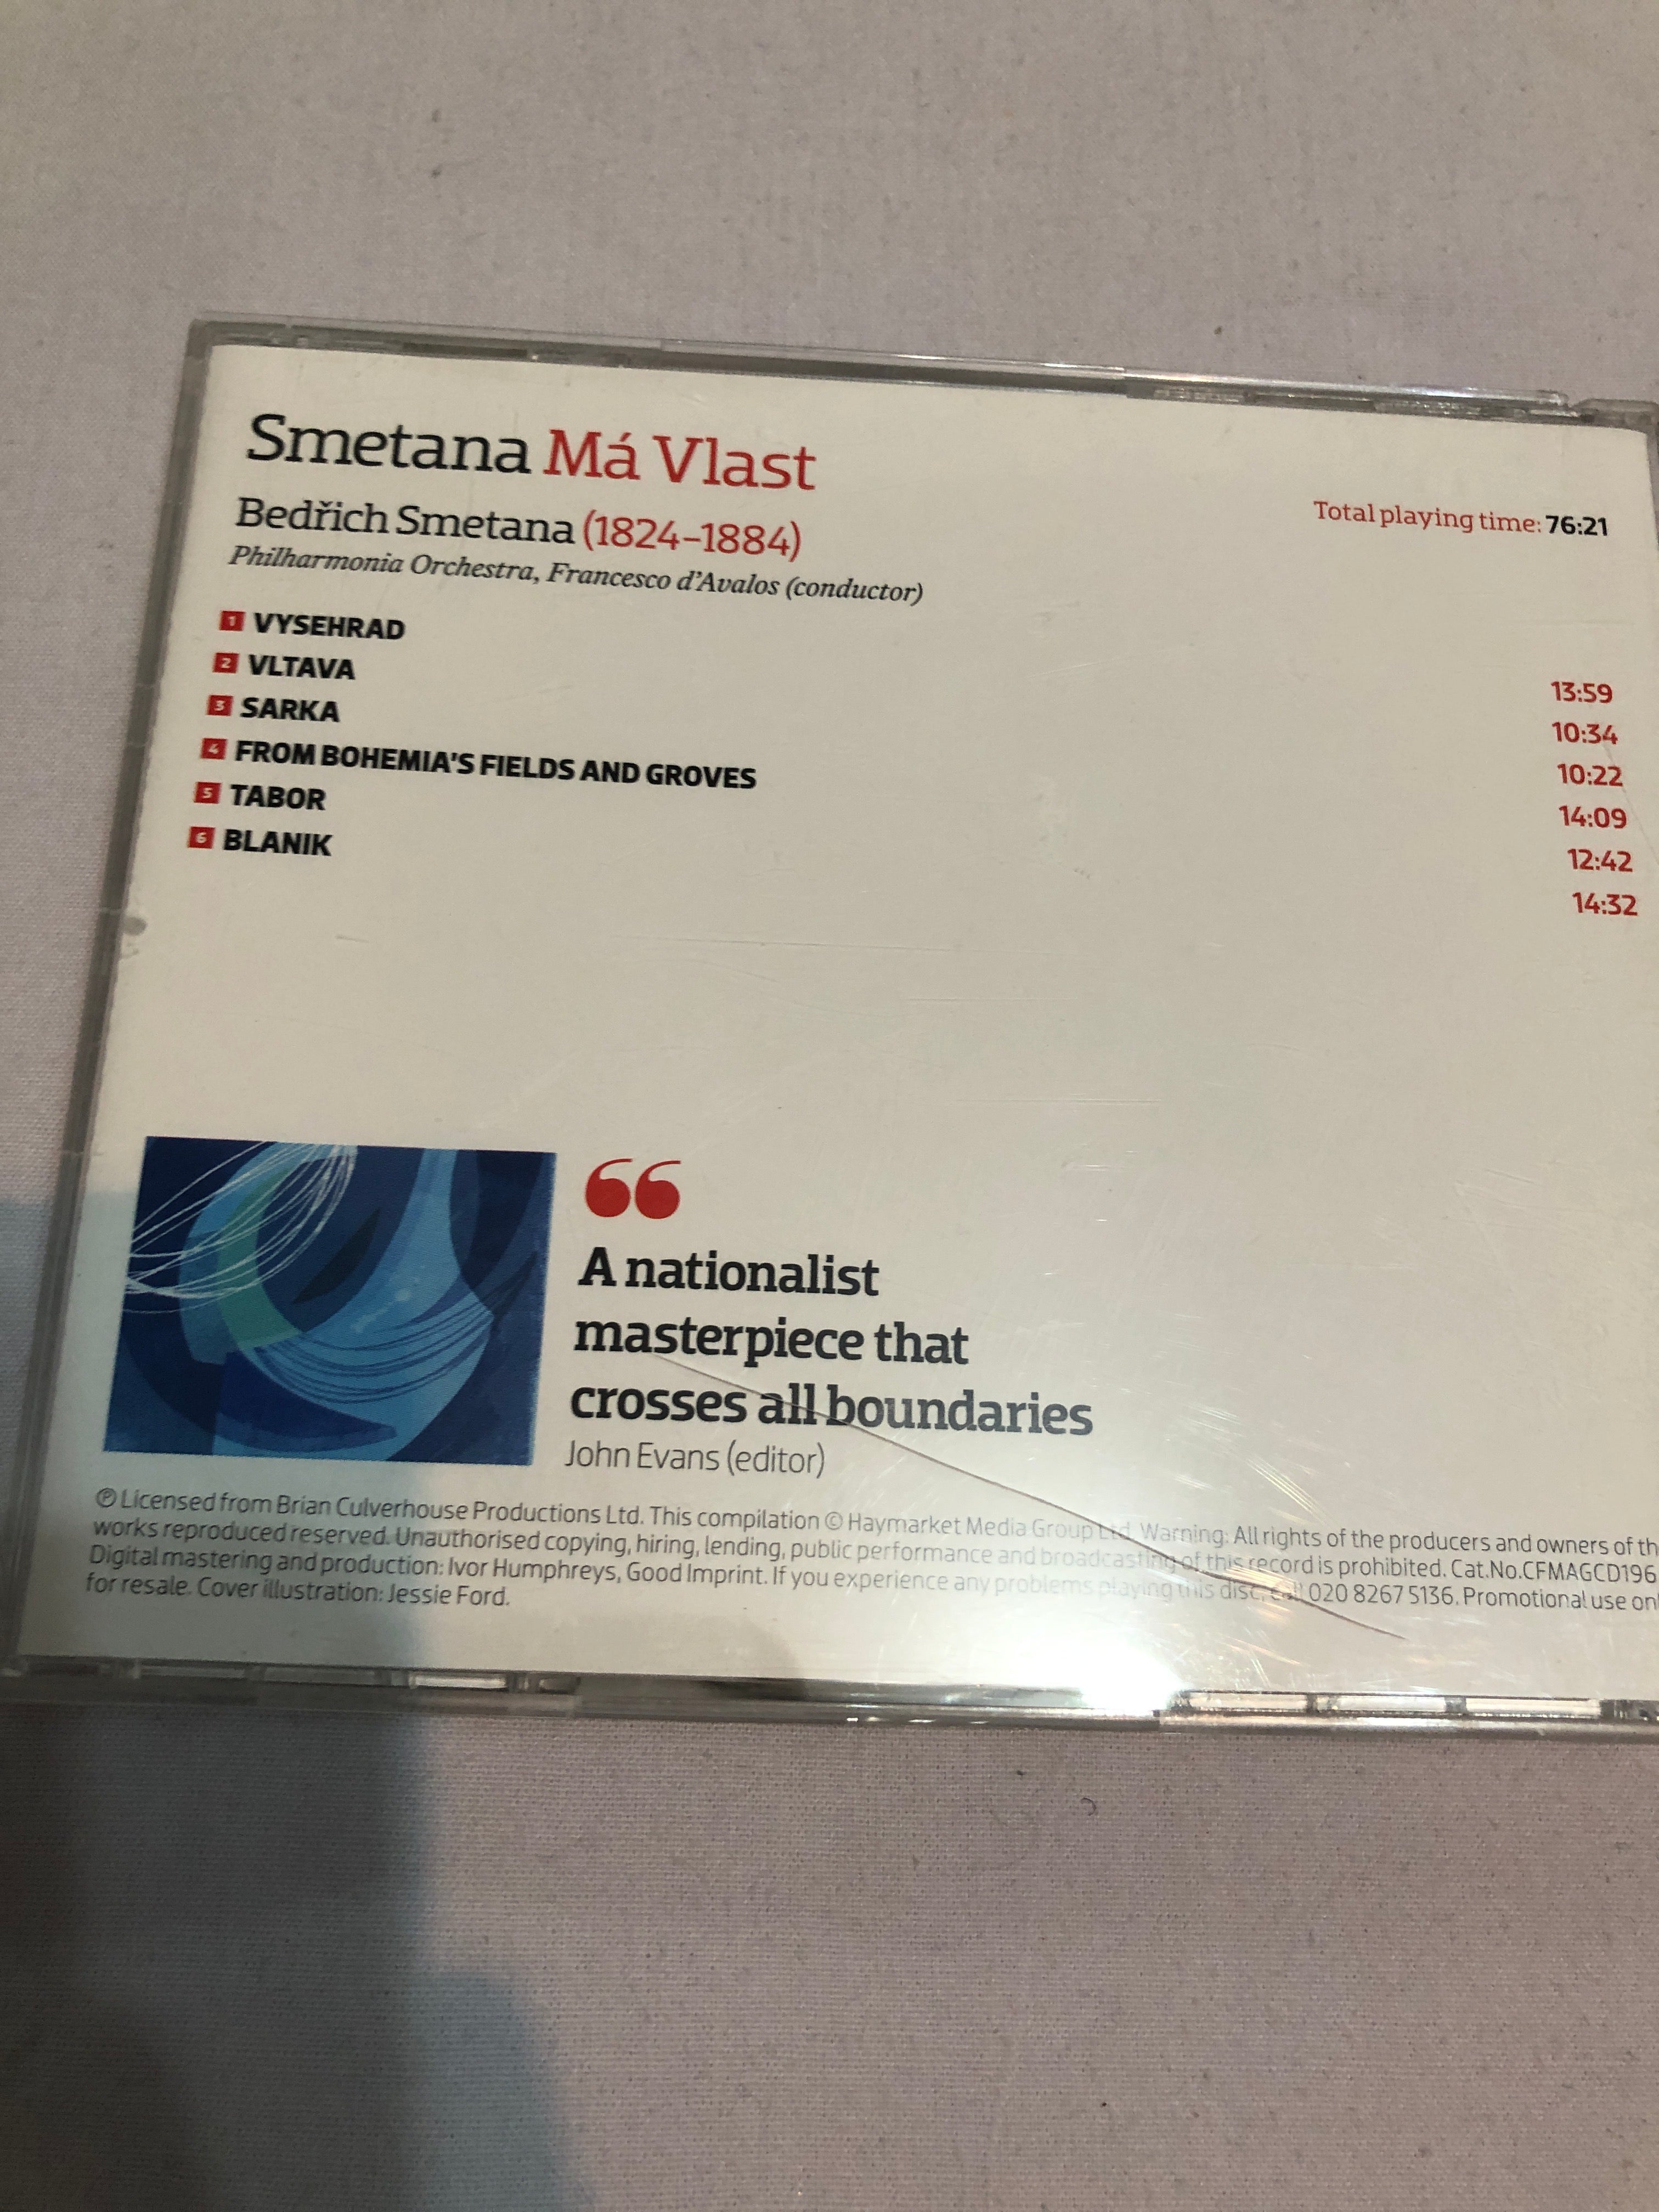 Smetana Má Vlast
Bedřich Smetana (1824–1884)
Total playing time: 76:21
Philharmonia Orchestra, Francesco d'Avalos (conductor)
1 VYSEHRAD 13:59
2 VLTAVA 10:34
3 SARKA 10:22
4 FROM BOHEMIA'S FIELDS AND GROVES 14:09
5 TABOR 12:42
6 BLANIK 14:32
“
A nationalist
masterpiece that
crosses all boundaries
John Evans (editor)
℗ Licensed from Brian Culverhouse Productions Ltd. This compilation © Haymarket Media Group Ltd. Warning: All rights of the producers and owners of
works reproduced reserved. Unauthorised copying, hiring, lending, public performance and broadcasting of this record is prohibited. Cat.No.CFMAGCD196
Digital mastering and production: Ivor Humphreys, Good Imprint. If you experience any problems playing this disc, call 020 8267 5136. Promotional use
for resale. Cover illustration: Jessie Ford.